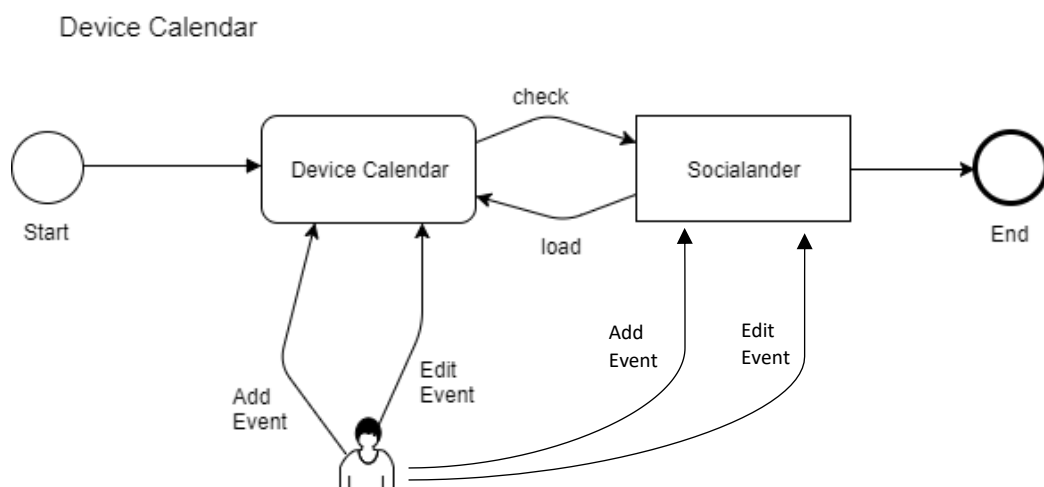 Device Calendar
check
Device Calendar
Socialander
Start
load
End
Add
Event
Edit
Event
Add
Event
Edit
Event